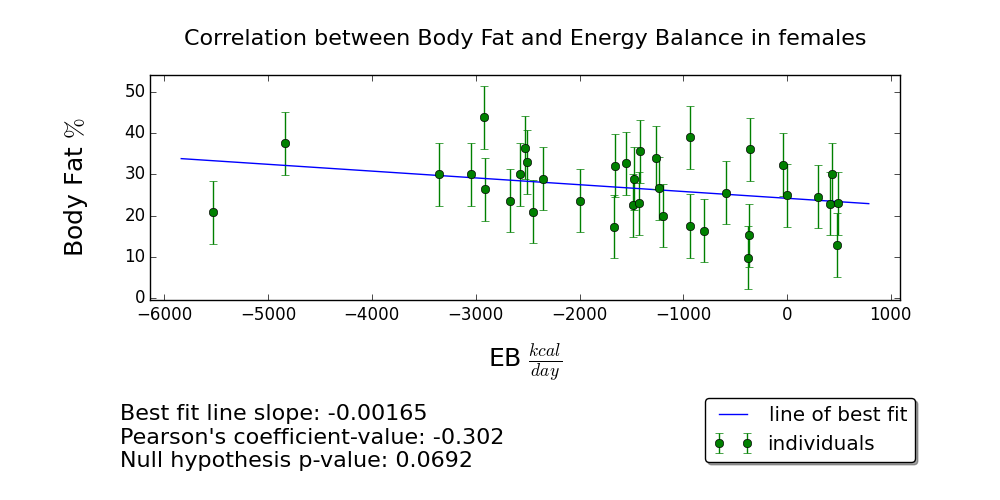 Correlation between Body Fat and Energy Balance in females
Body Fat %
50
40
30
20
10
0
−6000 −5000 −4000 −3000 −2000 −1000 0 1000
EB kcal/day
Best fit line slope: -0.00165
Pearson's coefficient-value: -0.302
Null hypothesis p-value: 0.0692
line of best fit
individuals